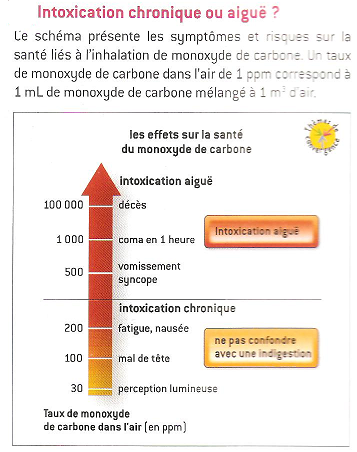 Intoxication chronique ou aiguë ?
Le schéma présente les symptômes et risques sur la
santé liés à l'inhalation de monoxyde de carbone. Un taux
de monoxyde de carbone dans l'air de 1 ppm correspond à
1 mL de monoxyde de carbone mélangé à 1 m³ d'air.
les effets sur la santé
du monoxyde de carbone
thèmes de convergence
intoxication aiguë
100 000 décès
1 000 coma en 1 heure
Intoxication aiguë
500 vomissement
syncope
intoxication chronique
200 fatigue, nausée
ne pas confondre
avec une indigestion
100 mal de tête
30 perception lumineuse
Taux de monoxyde
de carbone dans l'air (en ppm)